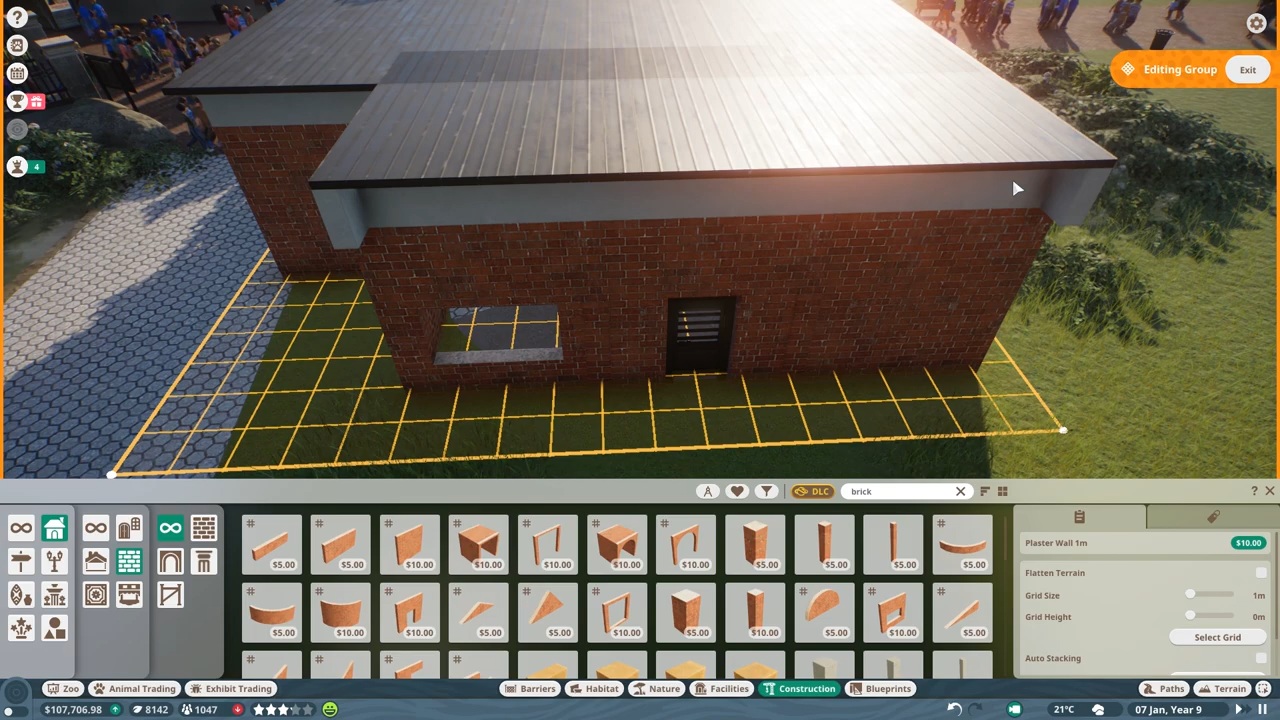 ?
Editing Group
Exit
4
DLC
brick
?
$5.00
$5.00
$10.00
$10.00
$10.00
$10.00
$10.00
$5.00
$5.00
$5.00
$5.00
$5.00
$10.00
$10.00
$5.00
$5.00
$10.00
$5.00
$10.00
$5.00
$10.00
$5.00
Plaster Wall 1m
$10.00
Flatten Terrain
Grid Size
1m
Grid Height
0m
Select Grid
Auto Stacking
Zoo
Animal Trading
Exhibit Trading
Barriers
Habitat
Nature
Facilities
Construction
Blueprints
Paths
Terrain
$107,706.98
8142
1047
21°C
07 Jan, Year 9